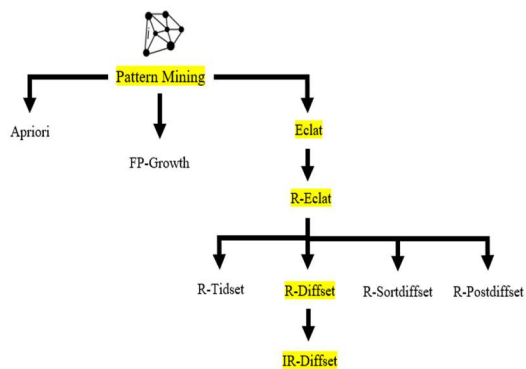 Pattern Mining
Apriori
FP-Growth
Eclat
R-Eclat
R-Tidset
R-Diffset
R-Sortdiffset
R-Postdiffset
IR-Diffset